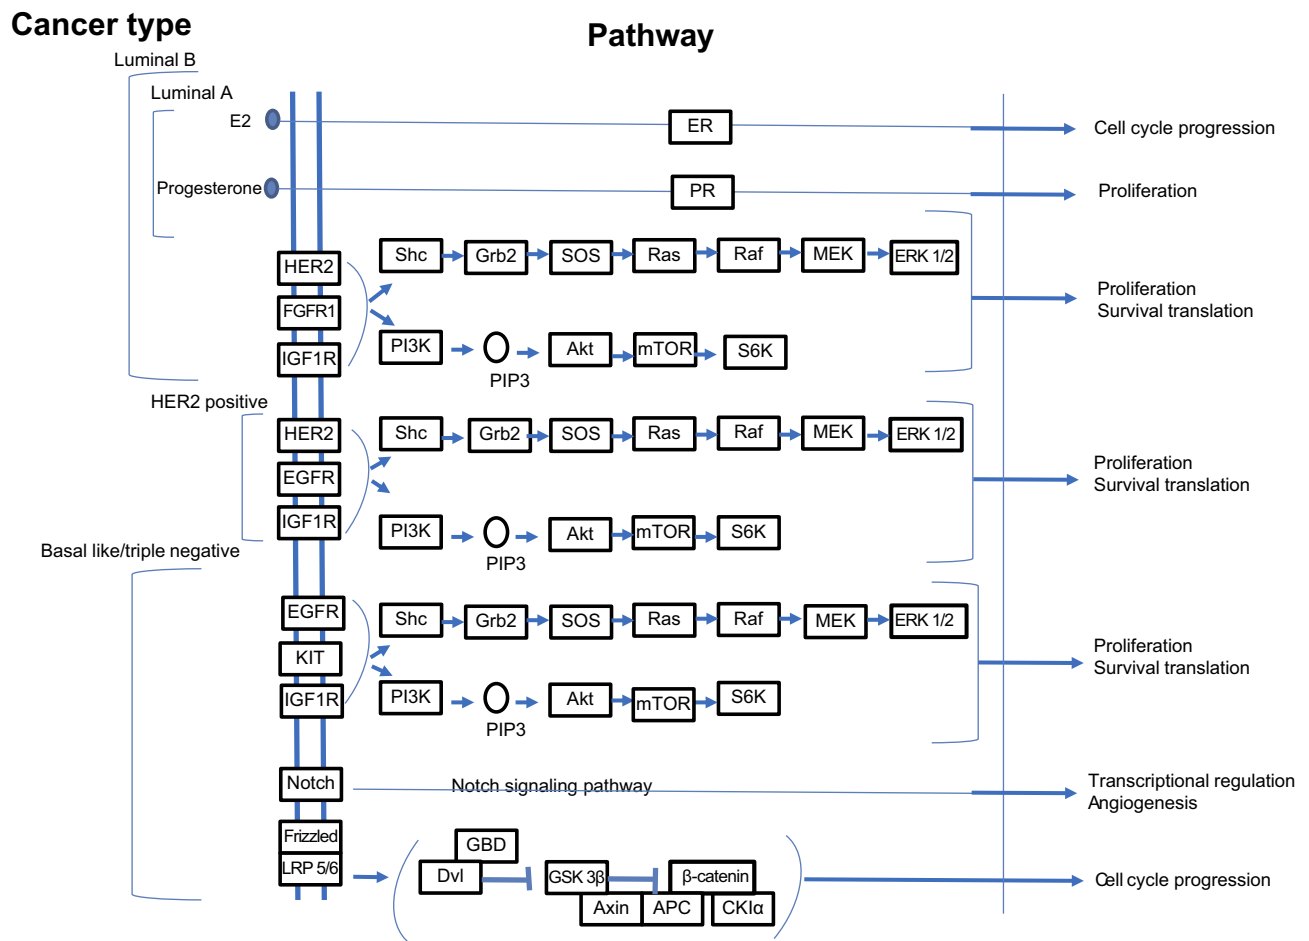 Cancer type
Pathway
Luminal B
Luminal A
E2
ER
Cell cycle progression
Progesterone
PR
Proliferation
HER2
Shc
Grb2
SOS
Ras
Raf
MEK
ERK 1/2
FGFR1
Proliferation
Survival translation
IGF1R
PI3K
PIP3
Akt
mTOR
S6K
HER2 positive
HER2
Shc
Grb2
SOS
Ras
Raf
MEK
ERK 1/2
EGFR
Proliferation
Survival translation
IGF1R
PI3K
PIP3
Akt
mTOR
S6K
Basal like/triple negative
EGFR
Shc
Grb2
SOS
Ras
Raf
MEK
ERK 1/2
KIT
Proliferation
Survival translation
IGF1R
PI3K
PIP3
Akt
mTOR
S6K
Notch
Notch signaling pathway
Transcriptional regulation
Angiogenesis
Frizzled
LRP 5/6
GBD
Dvl
GSK 3β
β-catenin
Axin
APC
CKIα
Cell cycle progression